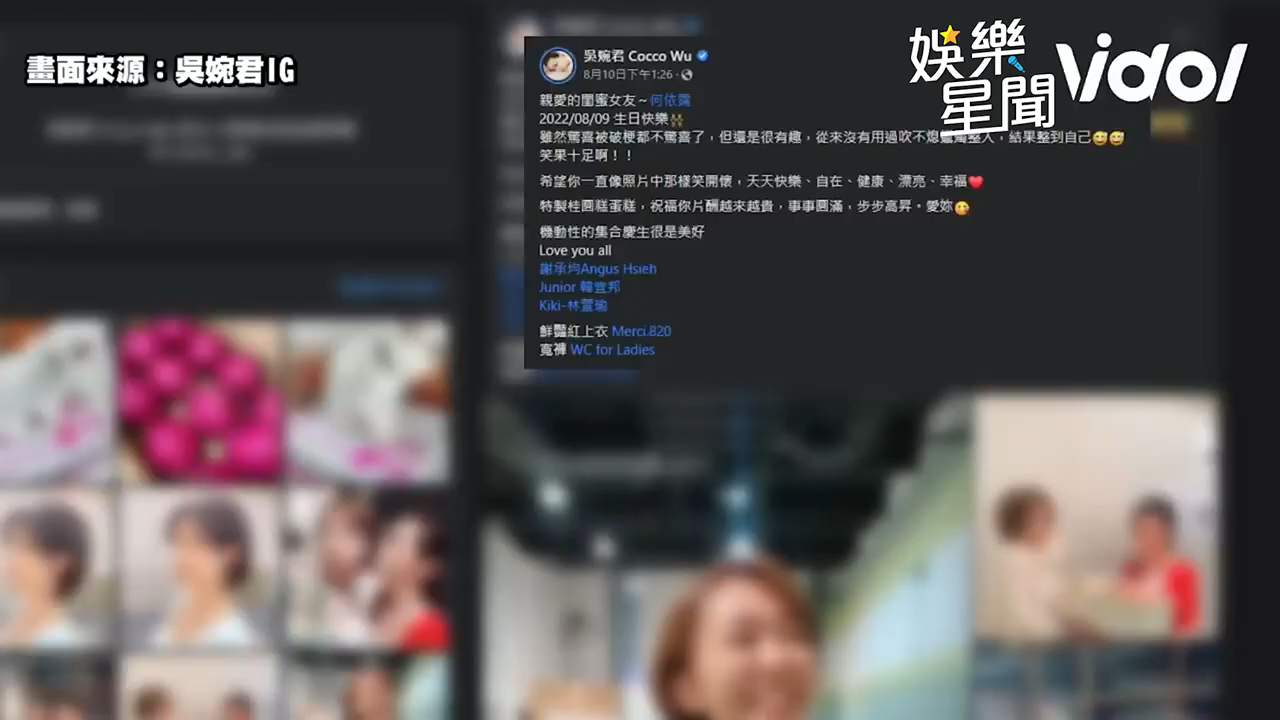 畫面來源：吳婉君IG
娛樂星聞
Vidol
吳婉君 Cocco Wu
8月10日下午1:26
親愛的閨蜜女友~何依霈
2022/08/09 生日快樂👯
雖然驚喜被破梗都不驚喜了，但還是很有趣，從來沒有用過吹不熄蠟燭整人，結果整到自己😅😅
笑果十足啊！！
希望你一直像照片中那樣笑開懷，天天快樂、自在、健康、漂亮、幸福❤️
特製桂圓糕蛋糕，祝福你片酬越來越貴，事事圓滿，步步高昇。愛妳😘
機動性的集合慶生很是美好
Love you all
謝承均Angus Hsieh
Junior 韓宜邦
Kiki-林萱瑜
鮮豔紅上衣 Merci.820
寬褲 WC for Ladies